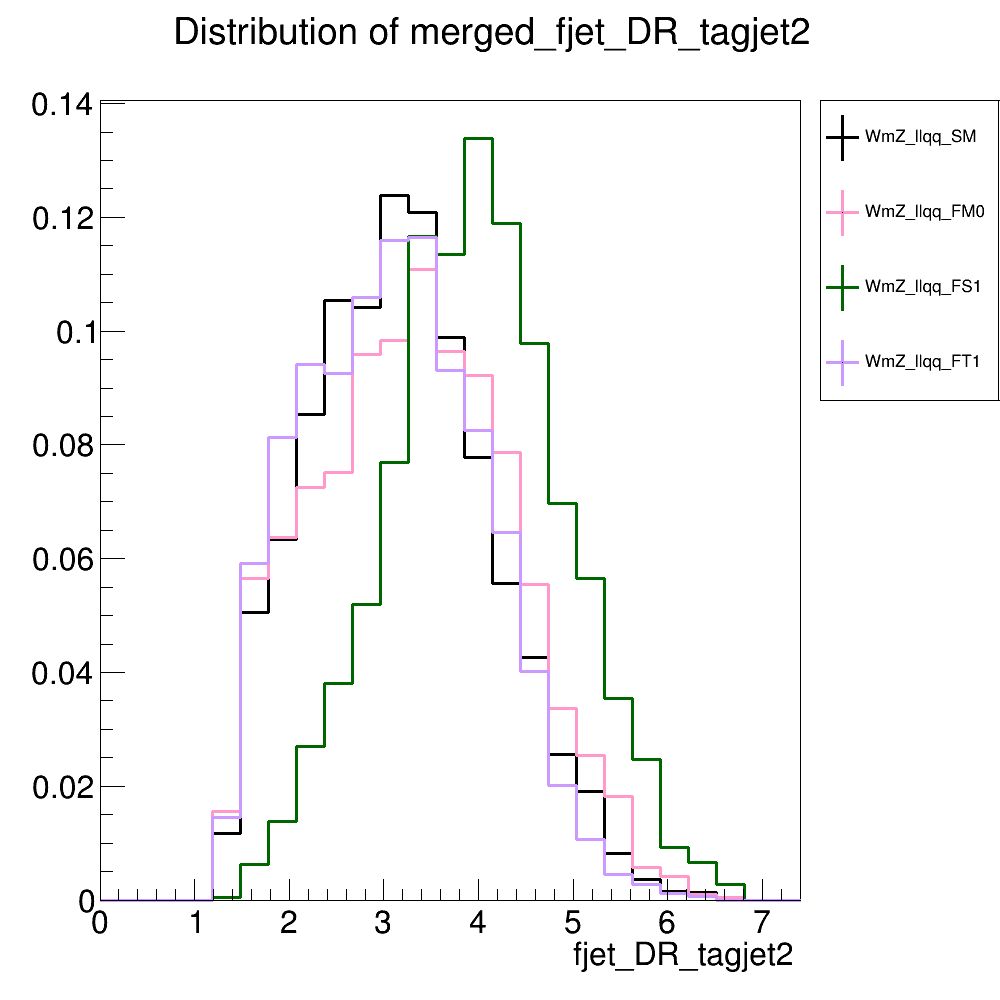 Distribution of merged_fjet_DR_tagjet2
0.14
0.12
0.1
0.08
0.06
0.04
0.02
0
0 1 2 3 4 5 6 7
fjet_DR_tagjet2
WmZ_llqq_SM
WmZ_llqq_FM0
WmZ_llqq_FS1
WmZ_llqq_FT1